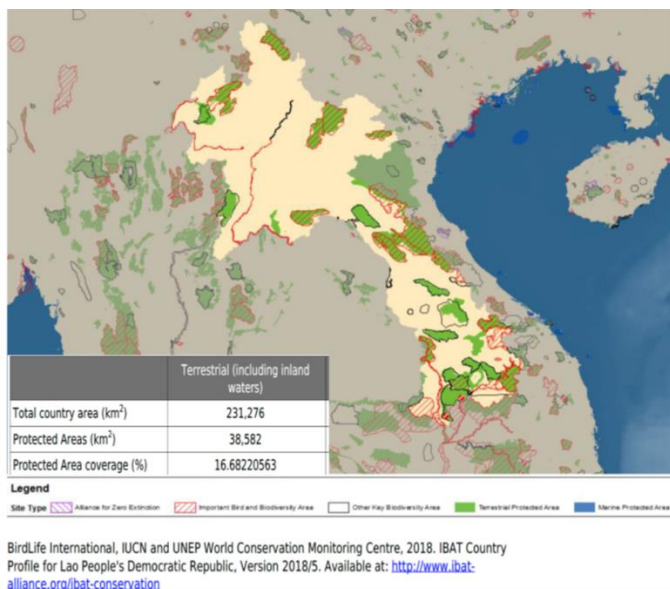 Terrestrial (including inland
waters)
Total country area (km²) 231,276
Protected Areas (km²) 38,582
Protected Area coverage (%) 16.68220563
Legend
Site Type Alliance for Zero Extinction Important Bird and Biodiversity Area Other Key Biodiversity Area Terrestrial Protected Area Marine Protected Area
BirdLife International, IUCN and UNEP World Conservation Monitoring Centre, 2018. IBAT Country
Profile for Lao People's Democratic Republic, Version 2018/5. Available at: http://www.ibat-
alliance.org/ibat-conservation